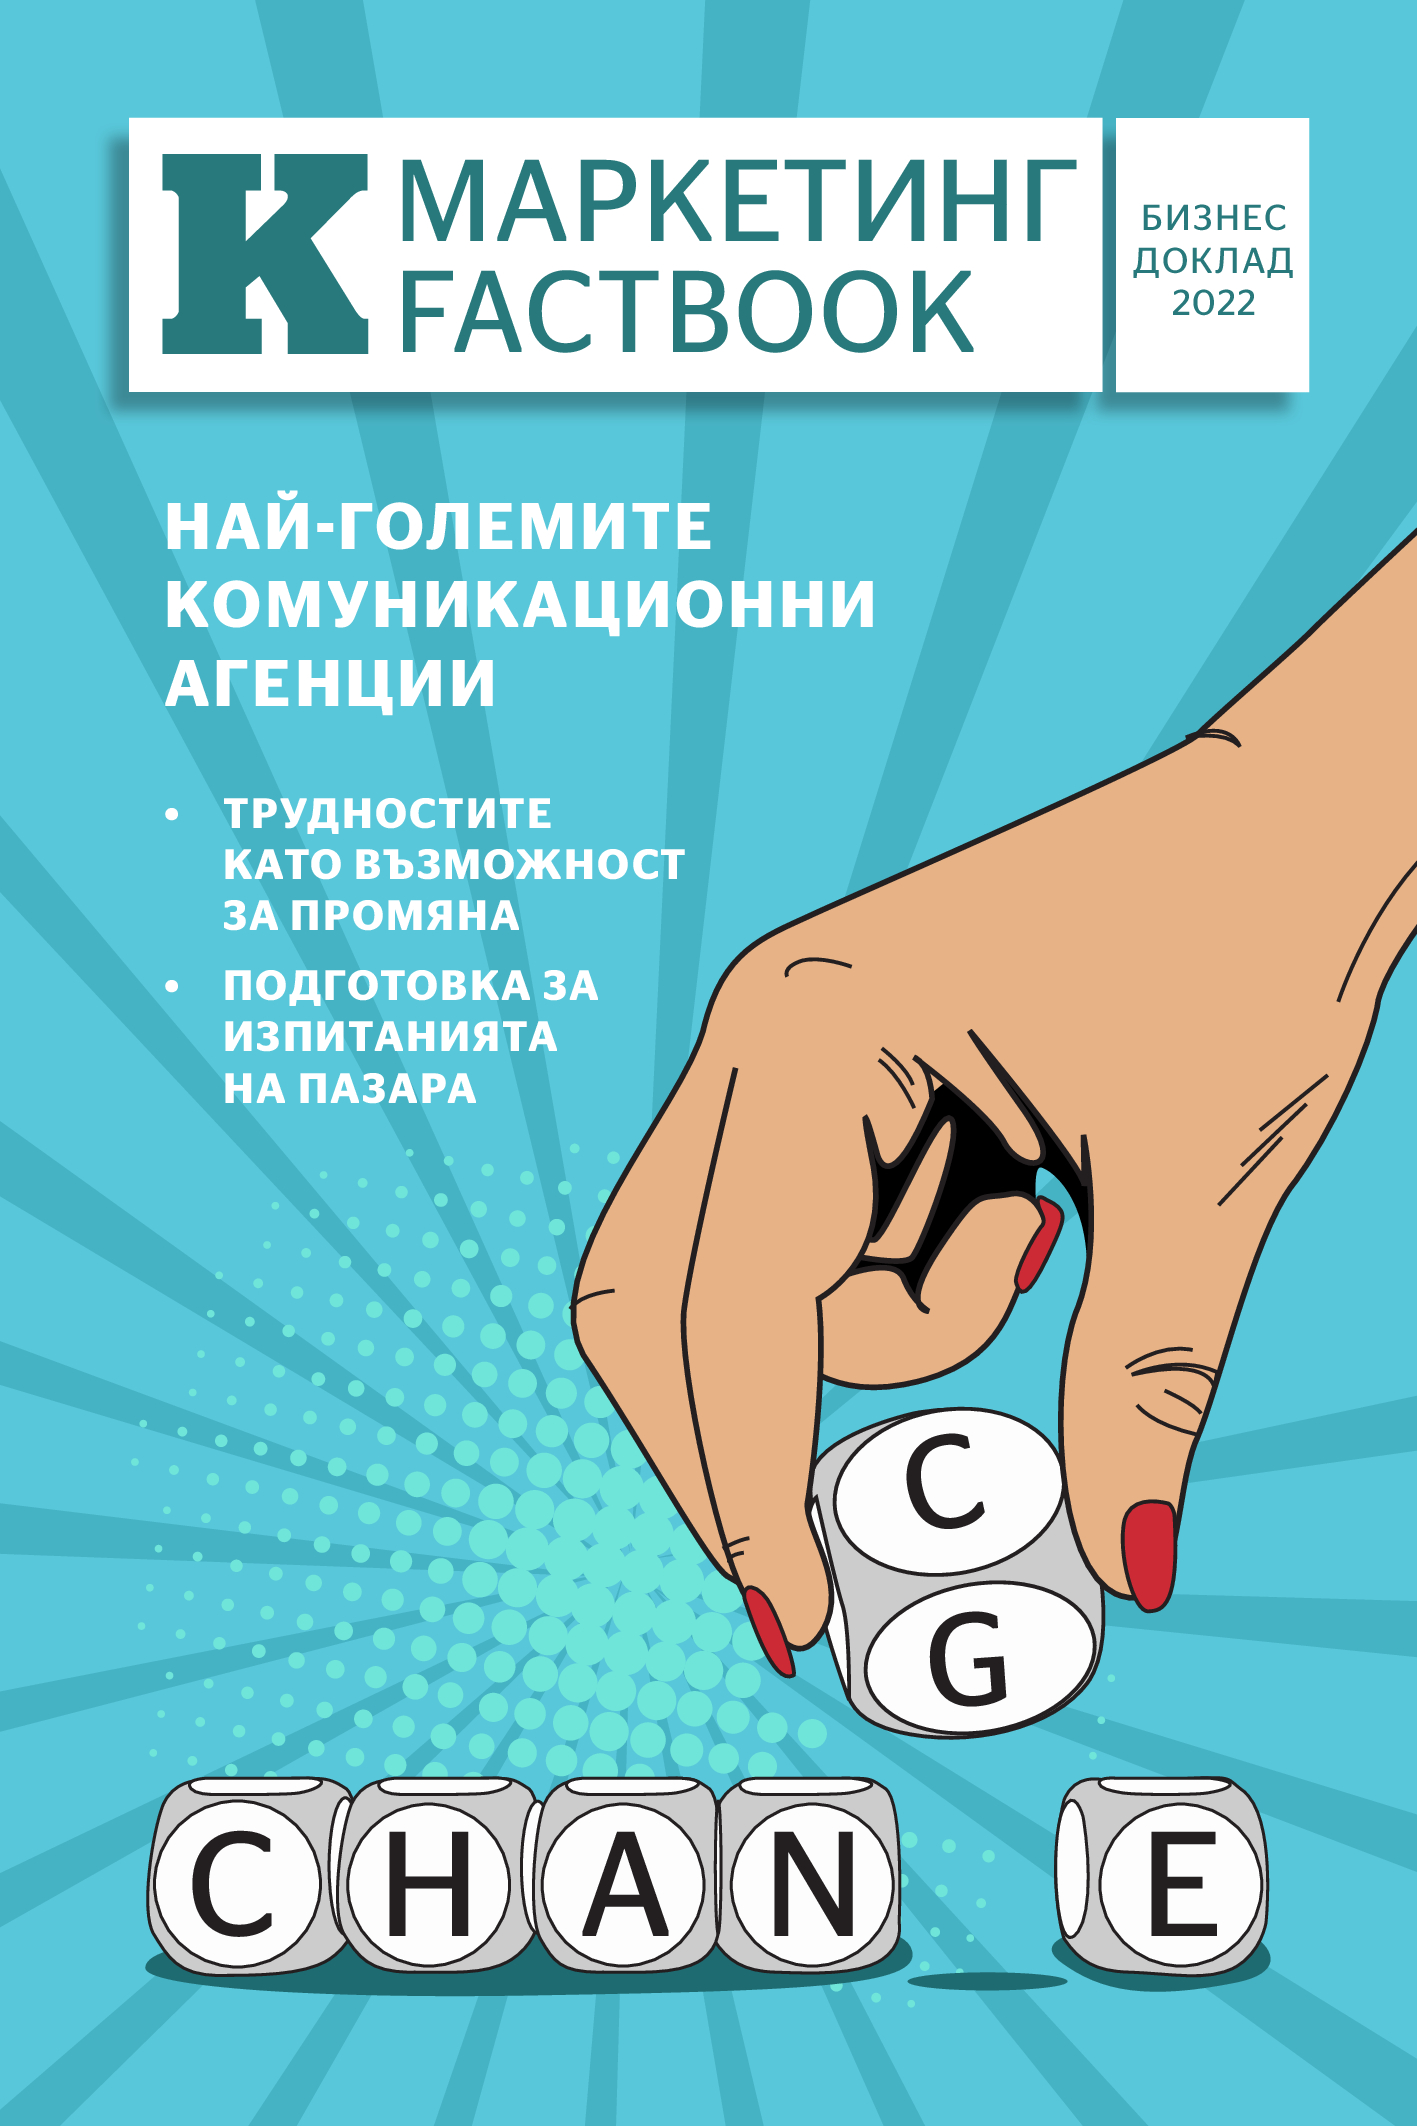 К МАРКЕТИНГ
FACTBOOK
БИЗНЕС
ДОКЛАД
2022
НАЙ-ГОЛЕМИТЕ
КОМУНИКАЦИОННИ
АГЕНЦИИ
• ТРУДНОСТИТЕ
КАТО ВЪЗМОЖНОСТ
ЗА ПРОМЯНА
• ПОДГОТОВКА ЗА
ИЗПИТАНИЯТА
НА ПАЗАРА
C
G
CHAN E